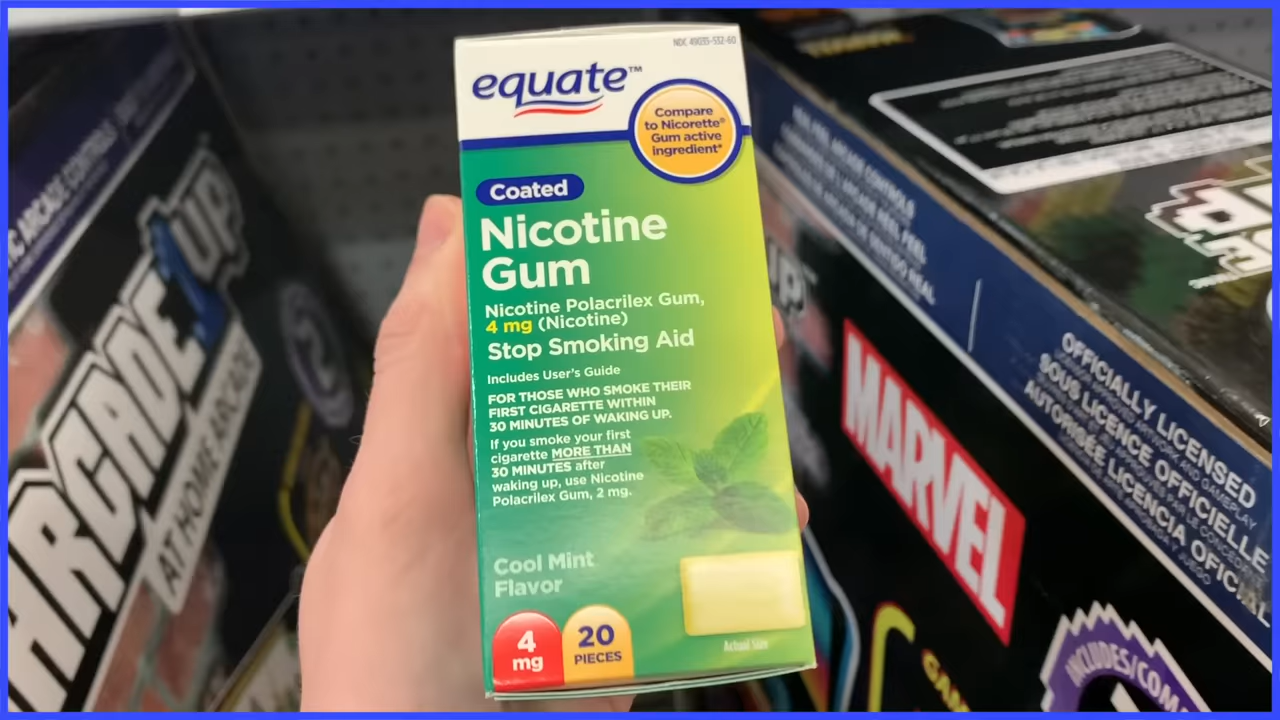 NDC 49035-532-60
equate™
Compare
to Nicorette®
Gum active
ingredient*
Coated
Nicotine
Gum
Nicotine Polacrilex Gum,
4 mg (Nicotine)
Stop Smoking Aid
Includes User's Guide
FOR THOSE WHO SMOKE THEIR
FIRST CIGARETTE WITHIN
30 MINUTES OF WAKING UP.
If you smoke your first
cigarette MORE THAN
30 MINUTES after
waking up, use Nicotine
Polacrilex Gum, 2 mg.
Cool Mint
Flavor
4
mg
20
PIECES
Actual Size
ARCADE1UP
AT HOME ARCADE
MARVEL
OFFICIALLY LICENSED
SOUS LICENCE OFFICIELLE
AUTORISÉE LICENCIA OFICIAL
INCLUDES/COM